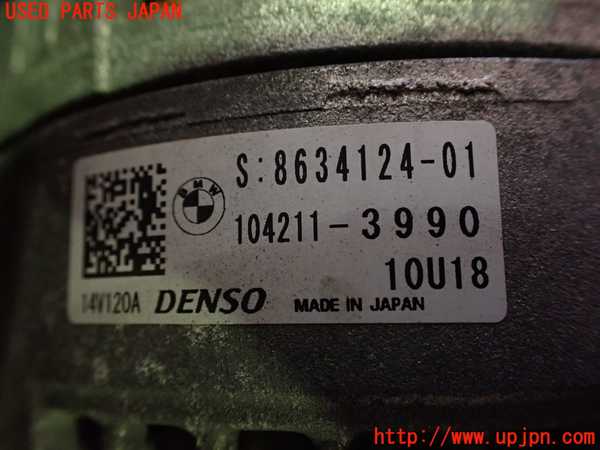 USED PARTS JAPAN
S:8634124-01
BMW
104211-3990
10U18
14V120A DENSO MADE IN JAPAN
http://www.upjpn.com